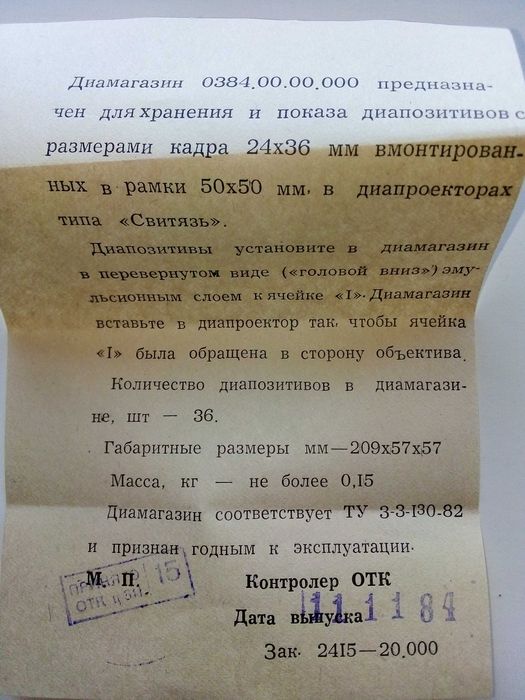 Диамагазин 0384.00.00.000 предназна-
чен для хранения и показа диапозитивов с
размерами кадра 24х36 мм вмонтирован-
ных в рамки 50х50 мм, в диапроекторах
типа «Свитязь».
Диапозитивы установите в диамагазин
в перевернутом виде («головой вниз») эму-
льсионным слоем к ячейке «I». Диамагазин
вставьте в диапроектор так, чтобы ячейка
«I» была обращена в сторону объектива.
Количество диапозитивов в диамагази-
не, шт — 36.
Габаритные размеры мм—209х57х57
Масса, кг — не более 0,15
Диамагазин соответствует ТУ 3-3-130-82
и признан годным к эксплуатации.
М. П. Контролер ОТК
ПРИНЯТО 15
ОТК
Дата выпуска 11 1 1 84
Зак. 2415—20.000